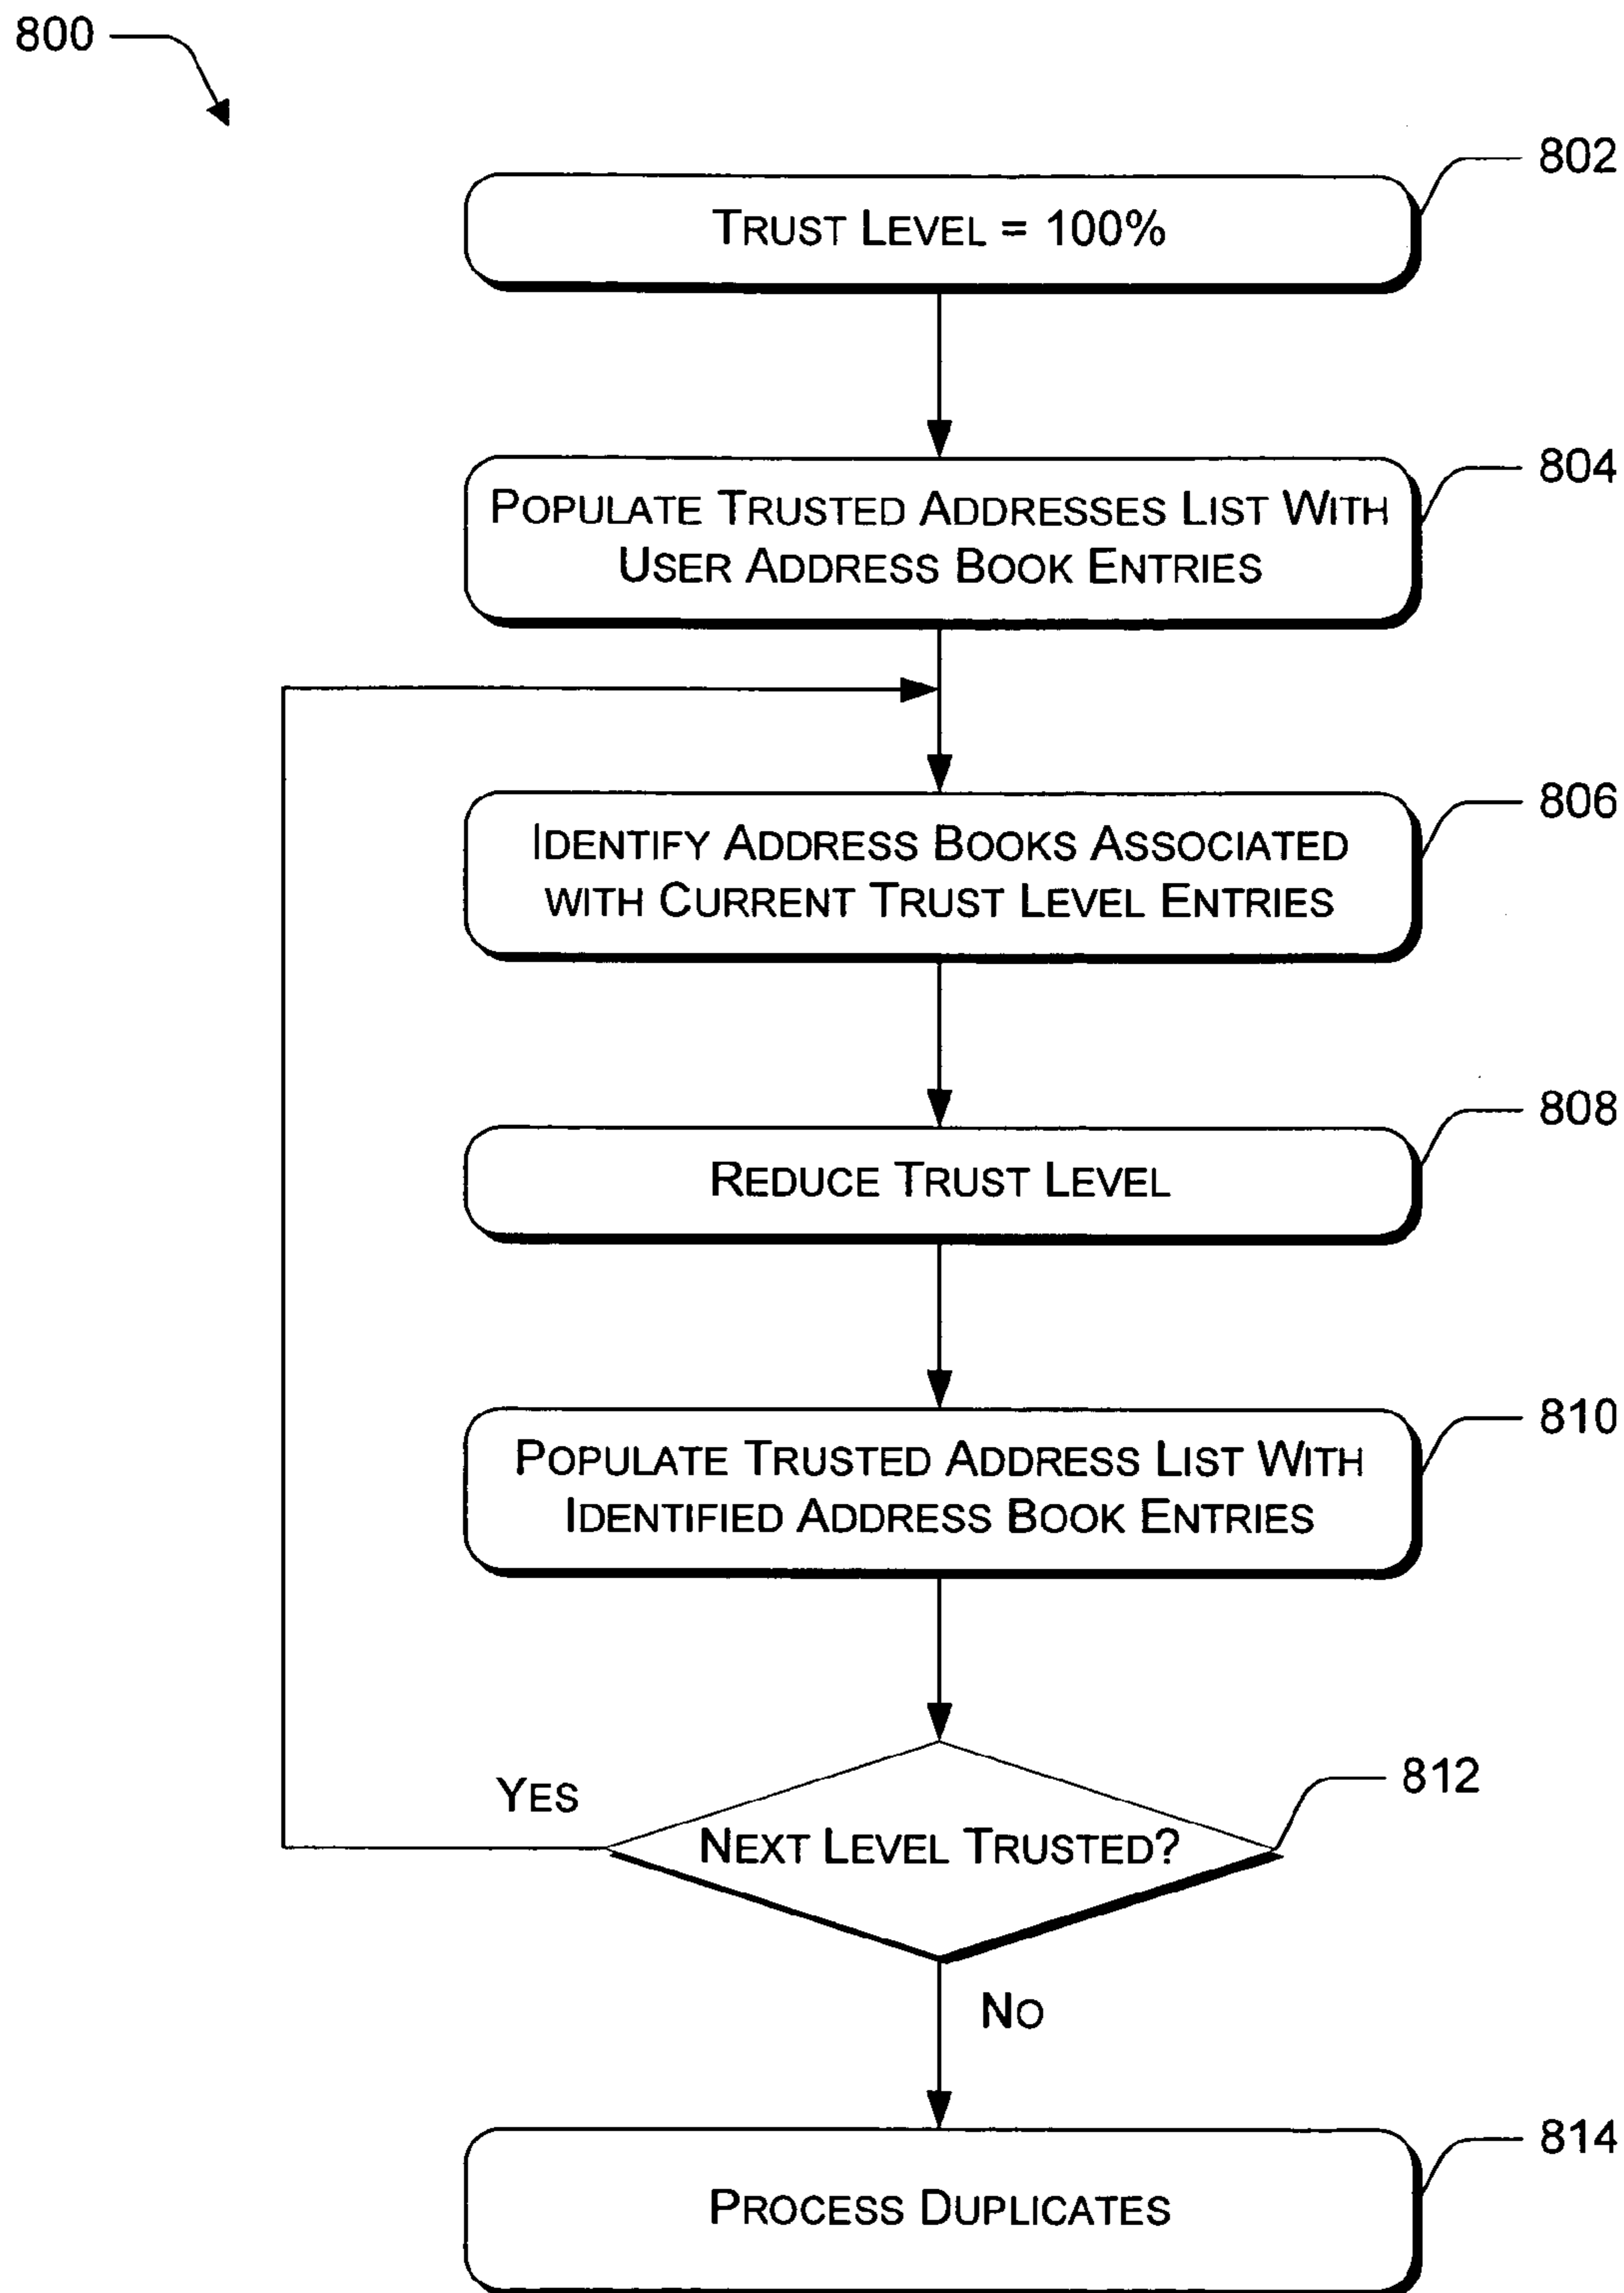 800
802
TRUST LEVEL = 100%
804
POPULATE TRUSTED ADDRESSES LIST WITH
USER ADDRESS BOOK ENTRIES
806
IDENTIFY ADDRESS BOOKS ASSOCIATED
WITH CURRENT TRUST LEVEL ENTRIES
808
REDUCE TRUST LEVEL
810
POPULATE TRUSTED ADDRESS LIST WITH
IDENTIFIED ADDRESS BOOK ENTRIES
812
YES
NEXT LEVEL TRUSTED?
NO
814
PROCESS DUPLICATES